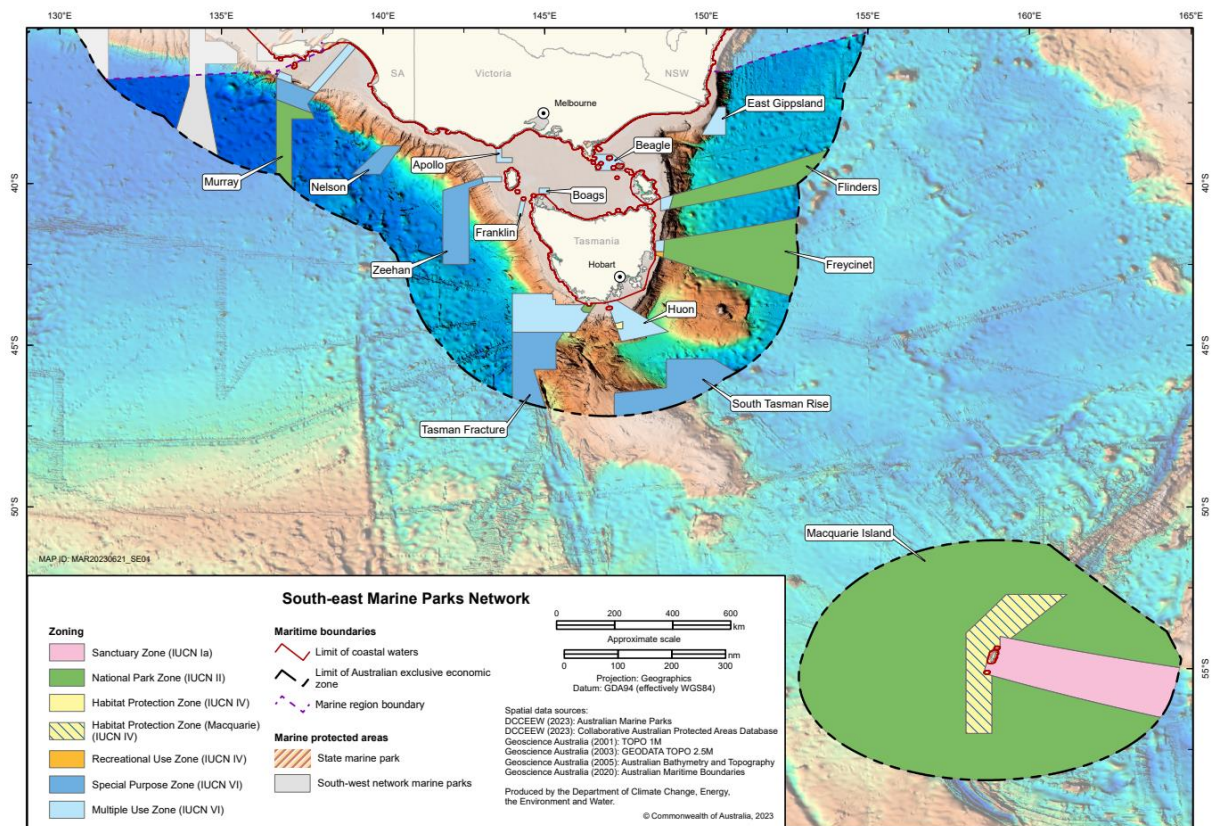 135°E 140°E 145°E 150°E 155°E 160°E 165°E
SA
Victoria
NSW
Melbourne
East Gippsland
Beagle
Apollo
40°S
40°S
Murray
Nelson
Flinders
Boags
Franklin
Tasmania
Zeehan
Hobart
Freycinet
Huon
45°S
45°S
South Tasman Rise
Tasman Fracture
50°S
50°S
Macquarie Island
MAP ID: MAR20230621_SE01
55°S
South-east Marine Parks Network
Zoning
Sanctuary Zone (IUCN Ia)
National Park Zone (IUCN II)
Habitat Protection Zone (IUCN IV)
Habitat Protection Zone (Macquarie)
(IUCN IV)
Recreational Use Zone (IUCN IV)
Special Purpose Zone (IUCN VI)
Multiple Use Zone (IUCN VI)
Maritime boundaries
Limit of coastal waters
Limit of Australian exclusive economic
zone
Marine region boundary
Marine protected areas
State marine park
South-west network marine parks
0 200 400 600
km
Approximate scale
0 100 200 300
nm
Projection: Geographics
Datum: GDA94 (effectively WGS84)
Spatial data sources:
DCCEEW (2023): Australian Marine Parks
DCCEEW (2023): Collaborative Australian Protected Areas Database
Geoscience Australia (2001): TOPO 1M
Geoscience Australia (2003): GEODATA TOPO 2.5M
Geoscience Australia (2005): Australian Bathymetry and Topography
Geoscience Australia (2020): Australian Maritime Boundaries
Produced by the Department of Climate Change, Energy,
the Environment and Water.
© Commonwealth of Australia, 2023